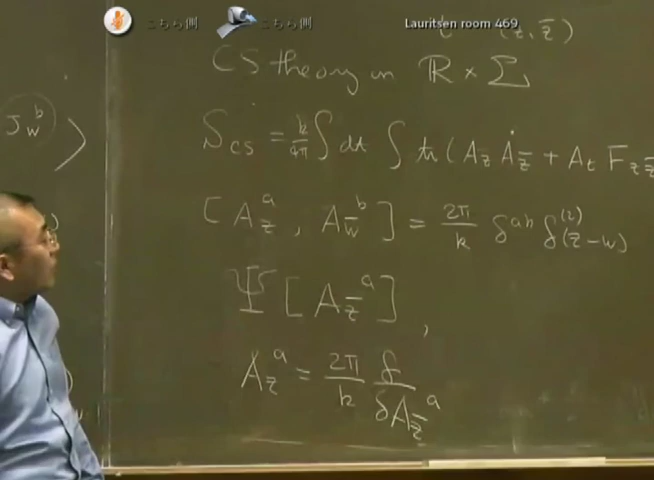 こちら側 こちら側 Lauritsen room 469
t (z, z̄)
CS theory on ℝ × Σ
J_w^b ⟩
S_CS = k/4π ∫ dt ∫ tr ( A_z Ȧ_z̄ + A_t F_z z̄
[ A_z^a , A_w̄^b ] = 2π/k δ^ab δ^(2)(z-w)
Ψ [ A_z̄^a ] ,
A_z^a = 2π/k δ/δA_z̄^a